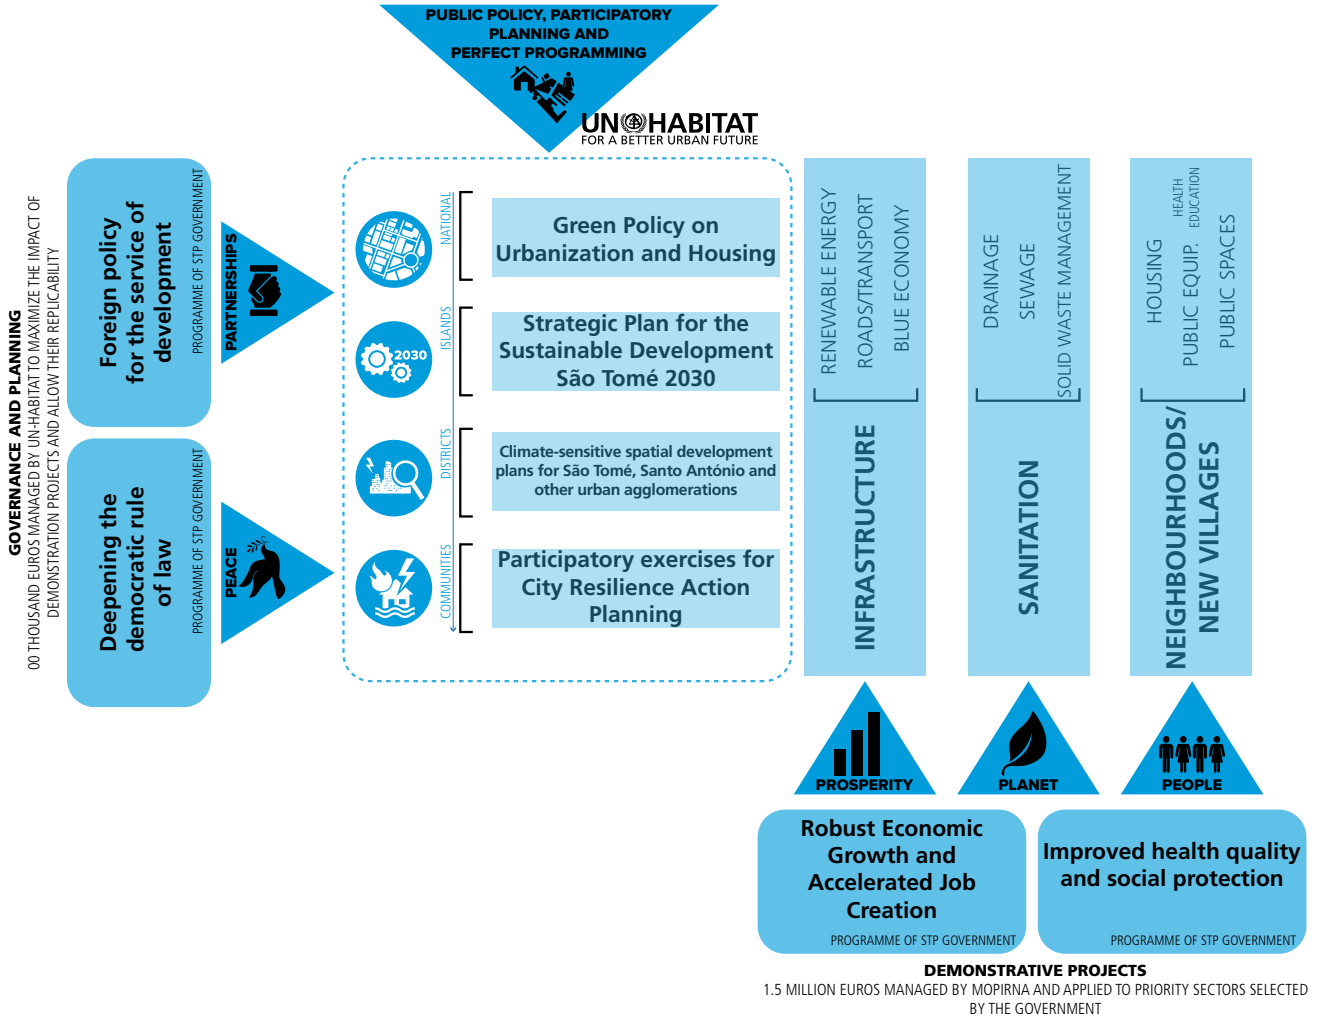 PUBLIC POLICY, PARTICIPATORY
PLANNING AND
PERFECT PROGRAMMING
UN HABITAT
FOR A BETTER URBAN FUTURE
GOVERNANCE AND PLANNING
00 THOUSAND EUROS MANAGED BY UN-HABITAT TO MAXIMIZE THE IMPACT OF
DEMONSTRATION PROJECTS AND ALLOW THEIR REPLICABILITY
Foreign policy
for the service of
development
PROGRAMME OF STP GOVERNMENT
PARTNERSHIPS
Deepening the
democratic rule
of law
PROGRAMME OF STP GOVERNMENT
PEACE
NATIONAL
Green Policy on
Urbanization and Housing
ISLANDS
2030
Strategic Plan for the
Sustainable Development
São Tomé 2030
DISTRICTS
Climate-sensitive spatial development
plans for São Tomé, Santo António and
other urban agglomerations
COMMUNITIES
Participatory exercises for
City Resilience Action
Planning
RENEWABLE ENERGY
ROADS/TRANSPORT
BLUE ECONOMY
INFRASTRUCTURE
DRAINAGE
SEWAGE
SOLID WASTE MANAGEMENT
SANITATION
HOUSING
PUBLIC EQUIP.
HEALTH
EDUCATION
PUBLIC SPACES
NEIGHBOURHOODS/
NEW VILLAGES
PROSPERITY
PLANET
PEOPLE
Robust Economic
Growth and
Accelerated Job
Creation
PROGRAMME OF STP GOVERNMENT
Improved health quality
and social protection
PROGRAMME OF STP GOVERNMENT
DEMONSTRATIVE PROJECTS
1.5 MILLION EUROS MANAGED BY MOPIRNA AND APPLIED TO PRIORITY SECTORS SELECTED
BY THE GOVERNMENT